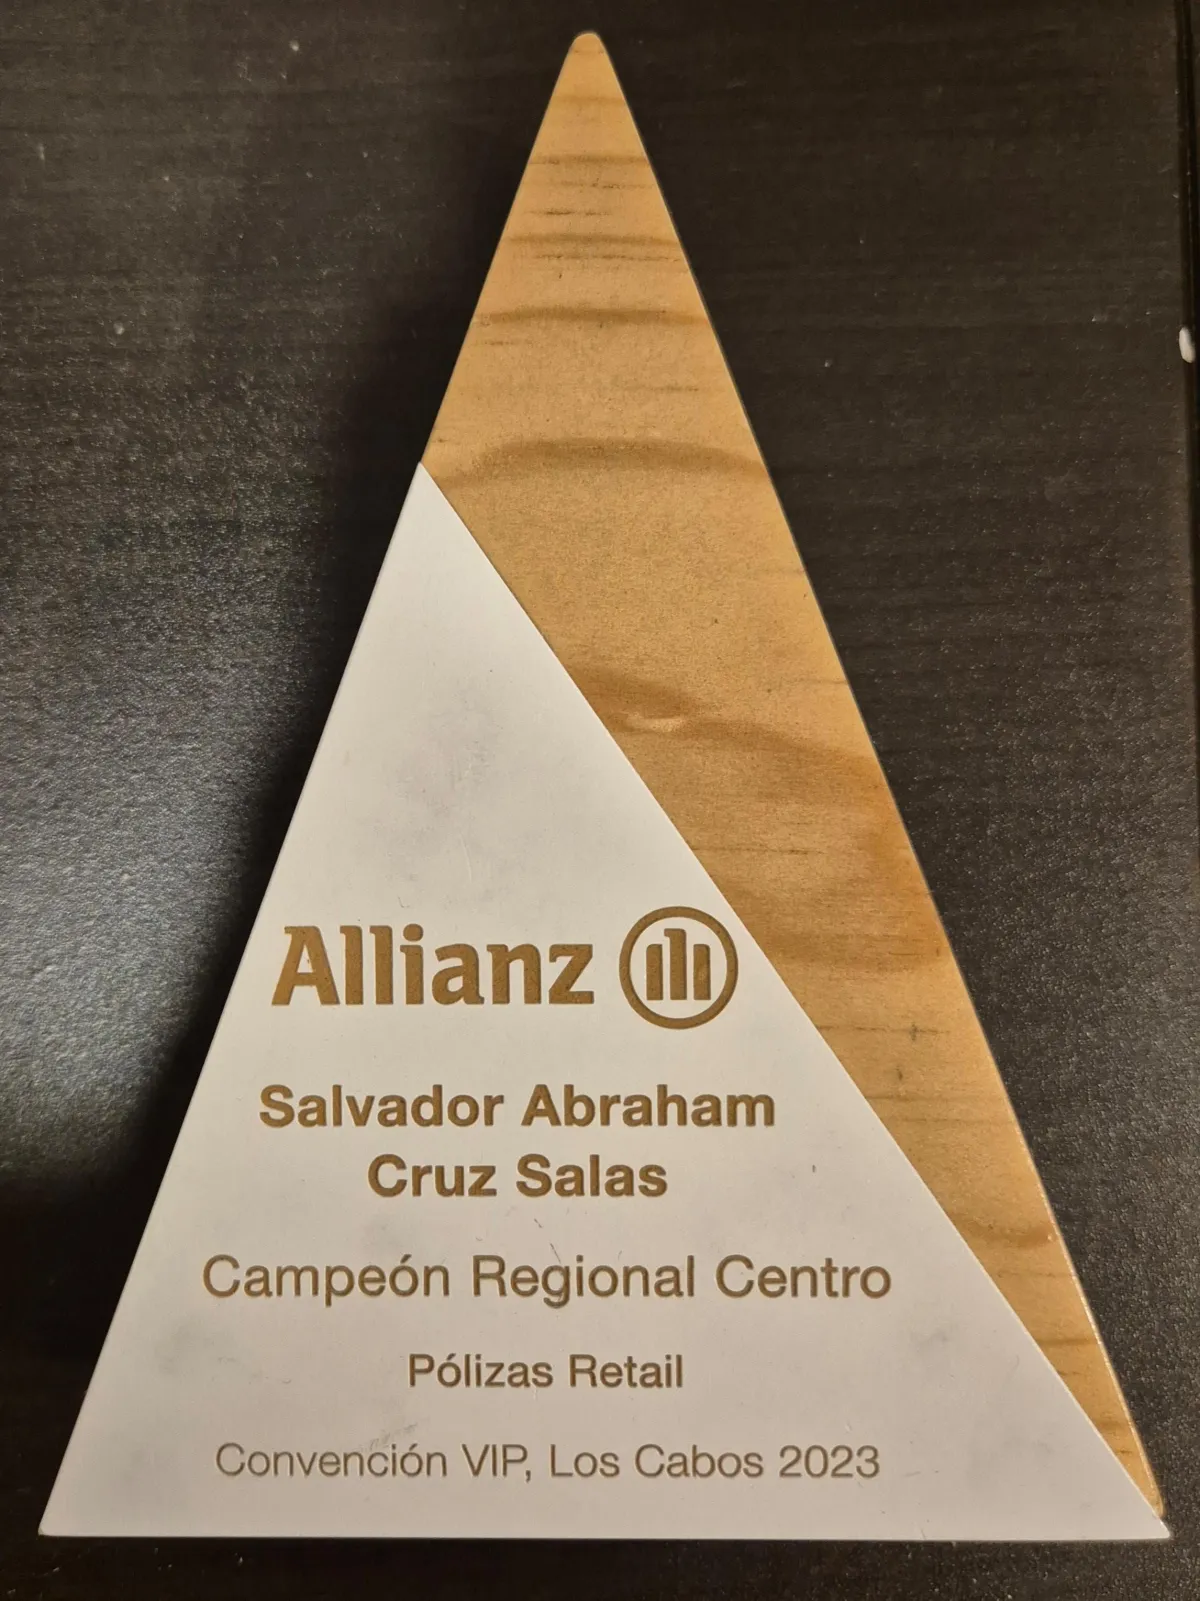 Allianz
Salvador Abraham
Cruz Salas
Campeón Regional Centro
Pólizas Retail
Convención VIP, Los Cabos 2023